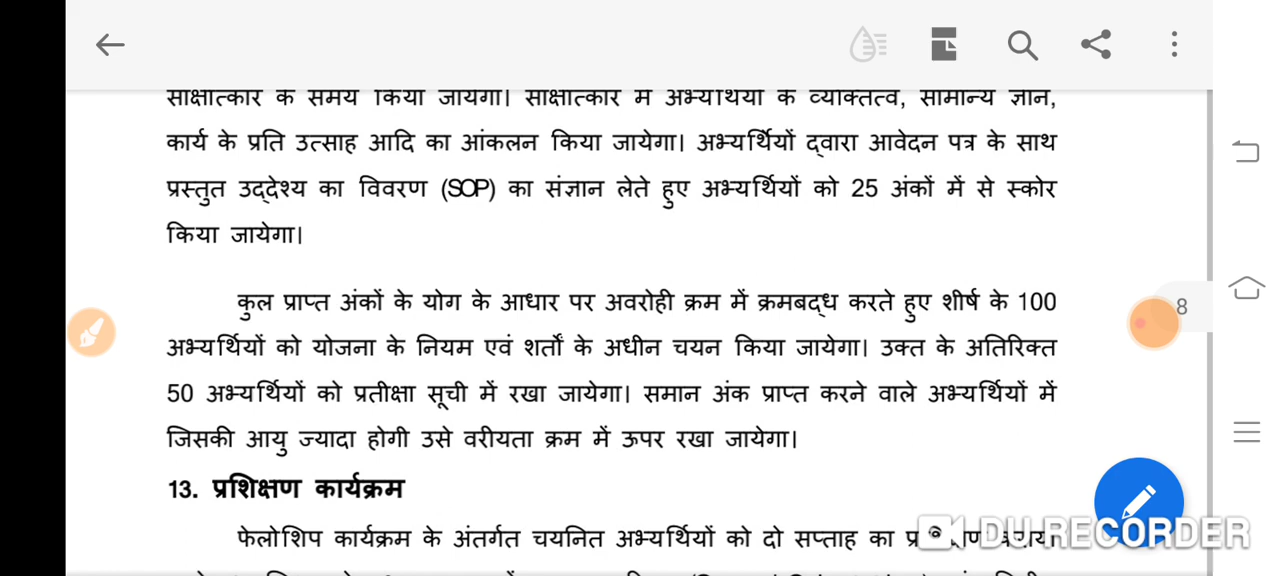 साक्षात्कार के समय किया जायेगा। साक्षात्कार में अभ्यर्थियों के व्यक्तित्व, सामान्य ज्ञान,
कार्य के प्रति उत्साह आदि का आंकलन किया जायेगा। अभ्यर्थियों द्वारा आवेदन पत्र के साथ
प्रस्तुत उद्देश्य का विवरण (SOP) का संज्ञान लेते हुए अभ्यर्थियों को 25 अंकों में से स्कोर
किया जायेगा।
8
कुल प्राप्त अंकों के योग के आधार पर अवरोही क्रम में क्रमबद्ध करते हुए शीर्ष के 100
अभ्यर्थियों को योजना के नियम एवं शर्तों के अधीन चयन किया जायेगा। उक्त के अतिरिक्त
50 अभ्यर्थियों को प्रतीक्षा सूची में रखा जायेगा। समान अंक प्राप्त करने वाले अभ्यर्थियों में
जिसकी आयु ज्यादा होगी उसे वरीयता क्रम में ऊपर रखा जायेगा।
13. प्रशिक्षण कार्यक्रम
फेलोशिप कार्यक्रम के अंतर्गत चयनित अभ्यर्थियों को दो सप्ताह का
DU RECORDER